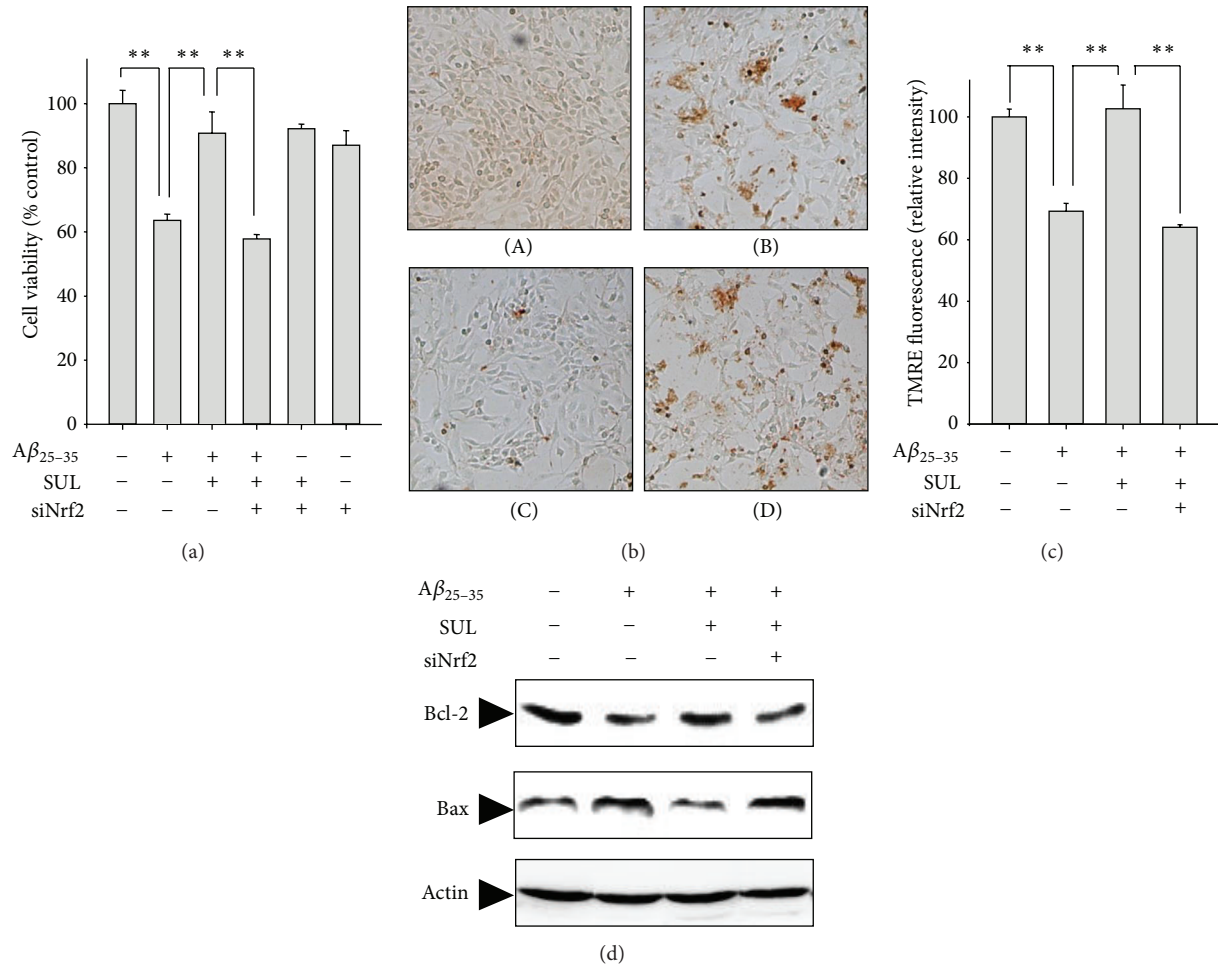 ** ** **
Cell viability (% control)
100
80
60
40
20
0
Aβ25–35 − + + + − −
SUL − − + + + −
siNrf2 − − − + + +
(a)
(A) (B)
(C) (D)
(b)
** ** **
TMRE fluorescence (relative intensity)
100
80
60
40
20
0
Aβ25–35 − + + +
SUL − − + +
siNrf2 − − − +
(c)
Aβ25–35 − + + +
SUL − − + +
siNrf2 − − − +
Bcl-2
Bax
Actin
(d)